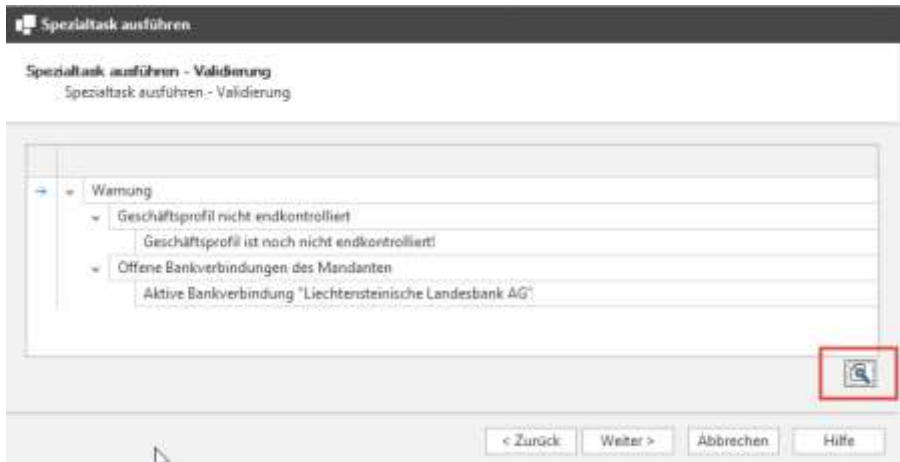 Spezialtask ausführen
Spezialtask ausführen - Validierung
Spezialtask ausführen - Validierung
Warnung
Geschäftsprofil nicht endkontrolliert
Geschäftsprofil ist noch nicht endkontrolliert!
Offene Bankverbindungen des Mandanten
Aktive Bankverbindung "Liechtensteinische Landesbank AG".
< Zurück Weiter > Abbrechen Hilfe